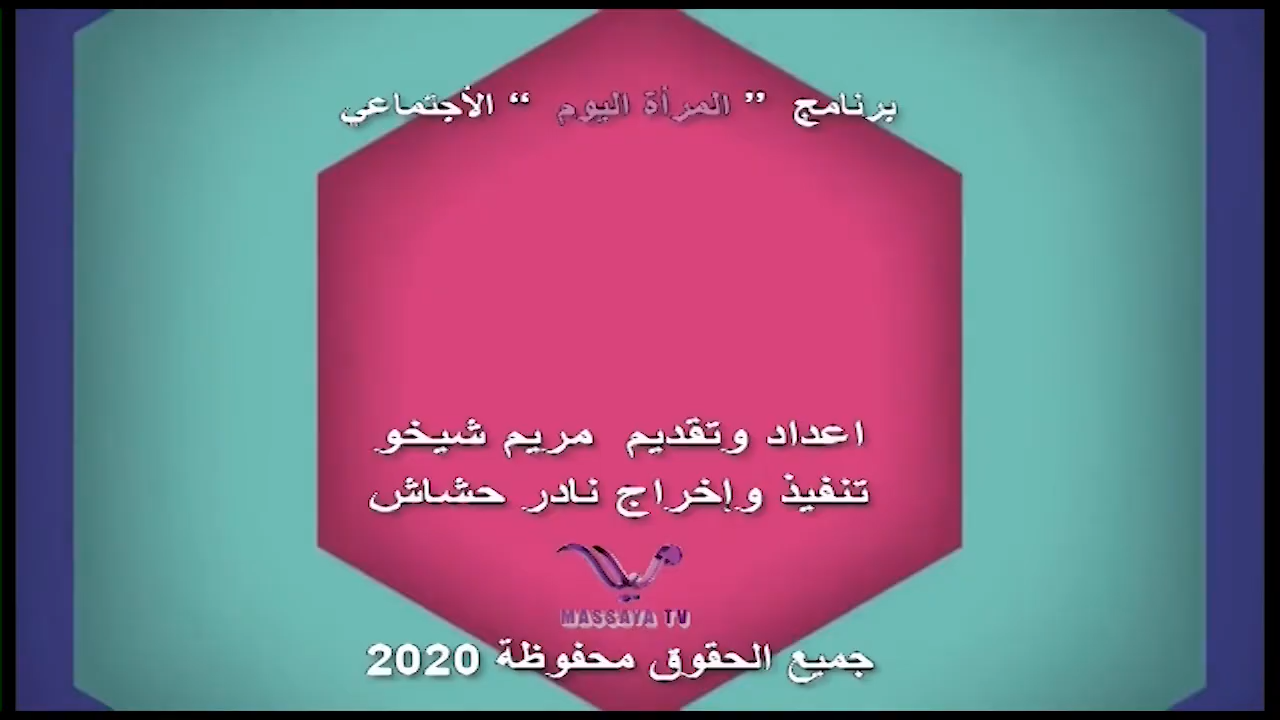 برنامج " المرأة اليوم " الأجتماعي
اعداد وتقديم مريم شيخو
تنفيذ وإخراج نادر حشاش
MASSAYA TV
جميع الحقوق محفوظة 2020